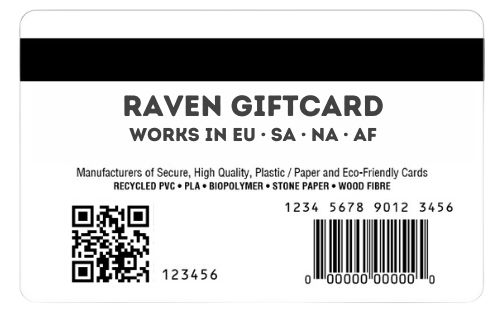 RAVEN GIFTCARD
WORKS IN EU · SA · NA · AF
Manufacturers of Secure, High Quality, Plastic / Paper and Eco-Friendly Cards
RECYCLED PVC • PLA • BIOPOLYMER • STONE PAPER • WOOD FIBRE
1234 5678 9012 3456
123456
0 00000 00000 0